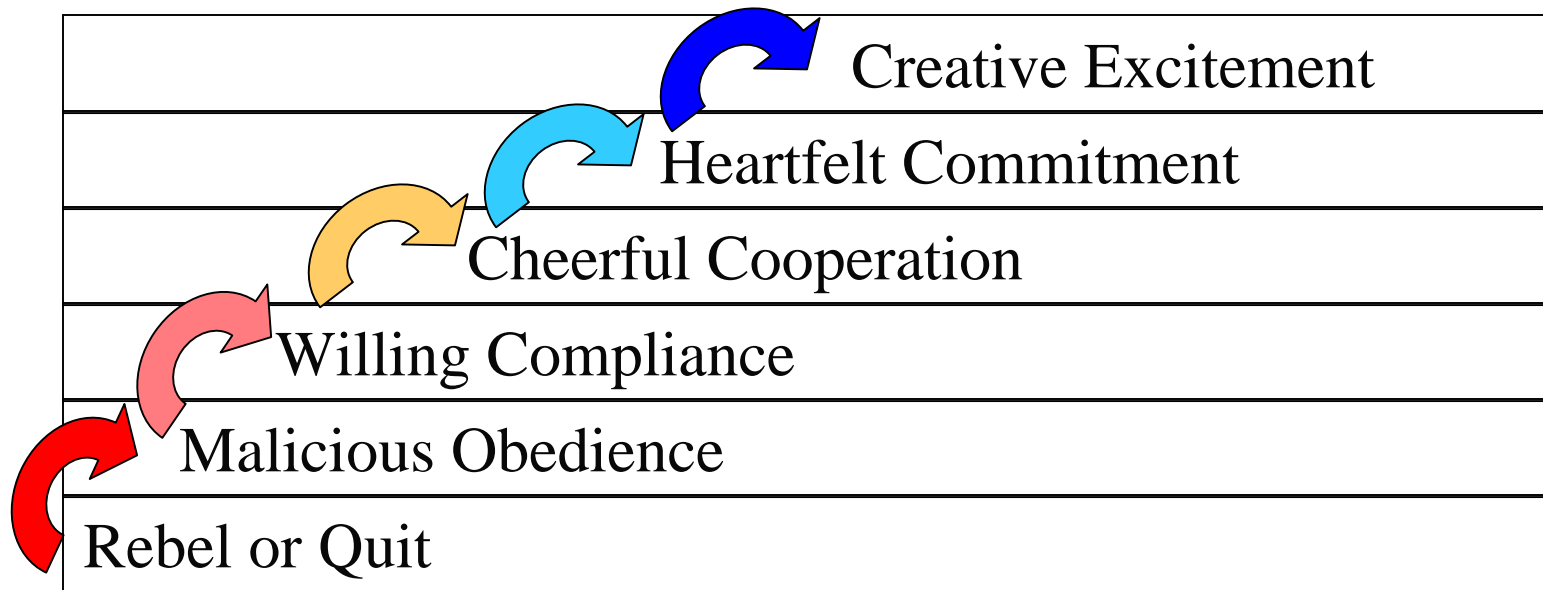 Creative Excitement
Heartfelt Commitment
Cheerful Cooperation
Willing Compliance
Malicious Obedience
Rebel or Quit